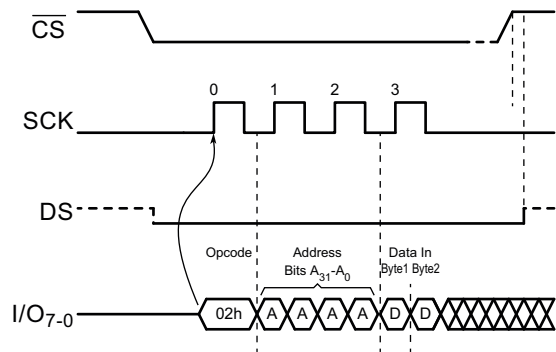 CS
0 1 2 3
SCK
DS
Opcode Address Data In
Bits A31-A0 Byte1 Byte2
I/O7-0 02h A A A A D D